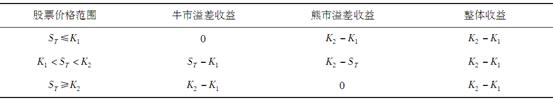 股票价格范围 牛市溢差收益 熊市溢差收益 整体收益
S_T ≤ K_1 0 K_2 − K_1 K_2 − K_1
K_1 < S_T < K_2 S_T − K_1 K_2 − S_T K_2 − K_1
S_T ≥ K_2 K_2 − K_1 0 K_2 − K_1